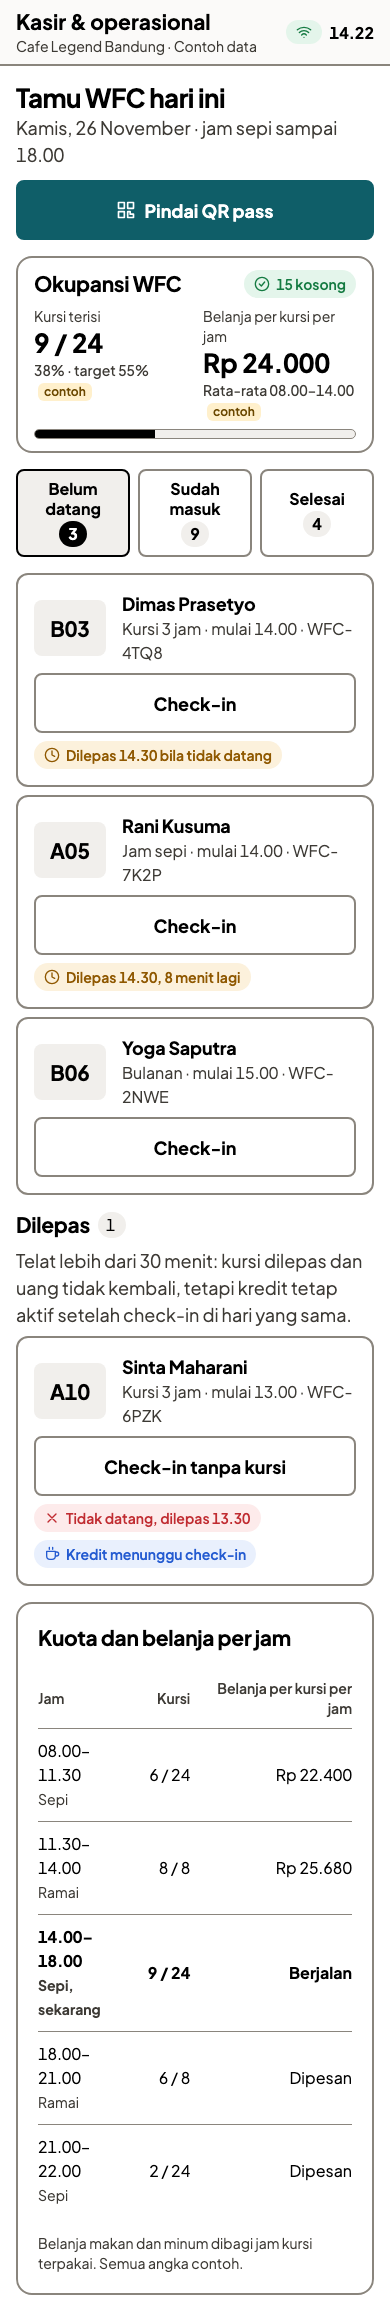 Kasir & operasional
Cafe Legend Bandung · Contoh data
14.22
Tamu WFC hari ini
Kamis, 26 November · jam sepi sampai
18.00
Pindai QR pass
Okupansi WFC
15 kosong
Kursi terisi
9 / 24
38% · target 55%
contoh
Belanja per kursi per
jam
Rp 24.000
Rata-rata 08.00–14.00
contoh
Belum
datang
3
Sudah
masuk
9
Selesai
4
B03
Dimas Prasetyo
Kursi 3 jam · mulai 14.00 · WFC-
4TQ8
Check-in
Dilepas 14.30 bila tidak datang
A05
Rani Kusuma
Jam sepi · mulai 14.00 · WFC-
7K2P
Check-in
Dilepas 14.30, 8 menit lagi
B06
Yoga Saputra
Bulanan · mulai 15.00 · WFC-
2NWE
Check-in
Dilepas 1
Telat lebih dari 30 menit: kursi dilepas dan
uang tidak kembali, tetapi kredit tetap
aktif setelah check-in di hari yang sama.
A10
Sinta Maharani
Kursi 3 jam · mulai 13.00 · WFC-
6PZK
Check-in tanpa kursi
Tidak datang, dilepas 13.30
Kredit menunggu check-in
Kuota dan belanja per jam
Jam
Kursi
Belanja per kursi per
jam
08.00–
11.30
Sepi
6 / 24
Rp 22.400
11.30–
14.00
Ramai
8 / 8
Rp 25.680
14.00–
18.00
Sepi,
sekarang
9 / 24
Berjalan
18.00–
21.00
Ramai
6 / 8
Dipesan
21.00–
22.00
Sepi
2 / 24
Dipesan
Belanja makan dan minum dibagi jam kursi
terpakai. Semua angka contoh.